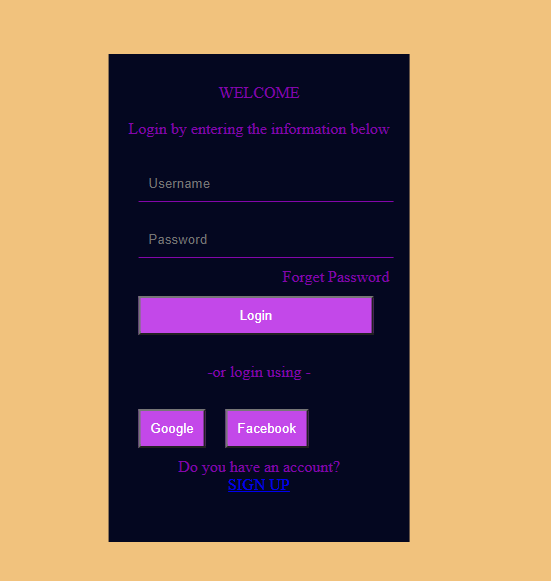 WELCOME
Login by entering the information below
Username
Password
Forget Password
Login
-or login using -
Google Facebook
Do you have an account?
SIGN UP